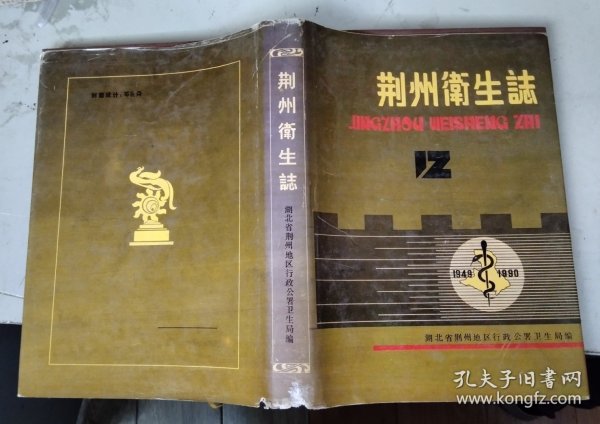 荆州衛生誌
JINGZHOU WEISHENG ZHI
1949
1990
湖北省荆州地区行政公署卫生局编
荆州衛生誌
湖北省荆州地区行政公署卫生局编
封面设计:
孔夫子旧书网
www.kongfz.com